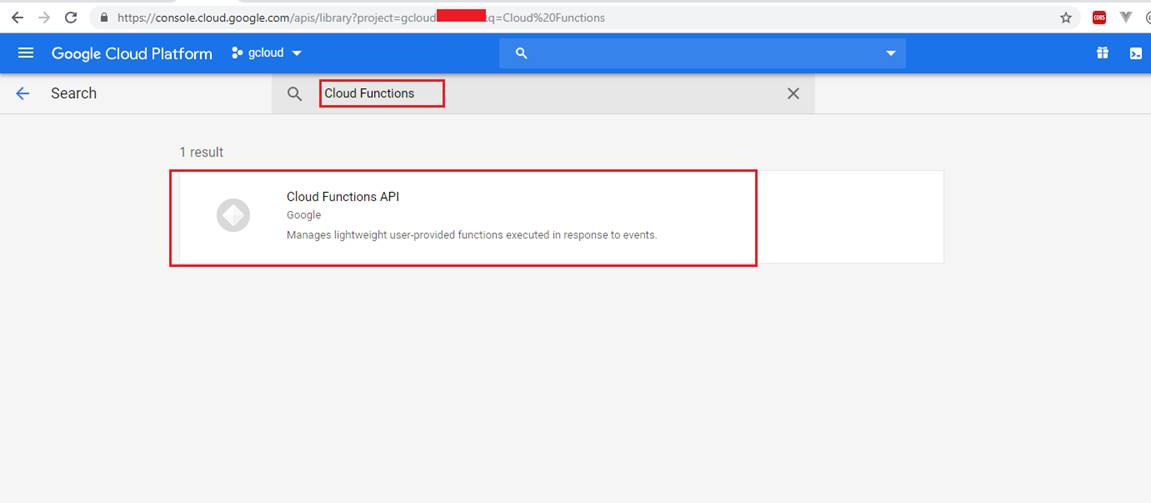 https://console.cloud.google.com/apis/library?project=gcloud :q=Cloud%20Functions
CORS
Google Cloud Platform gcloud
Search Cloud Functions
1 result
Cloud Functions API
Google
Manages lightweight user-provided functions executed in response to events.